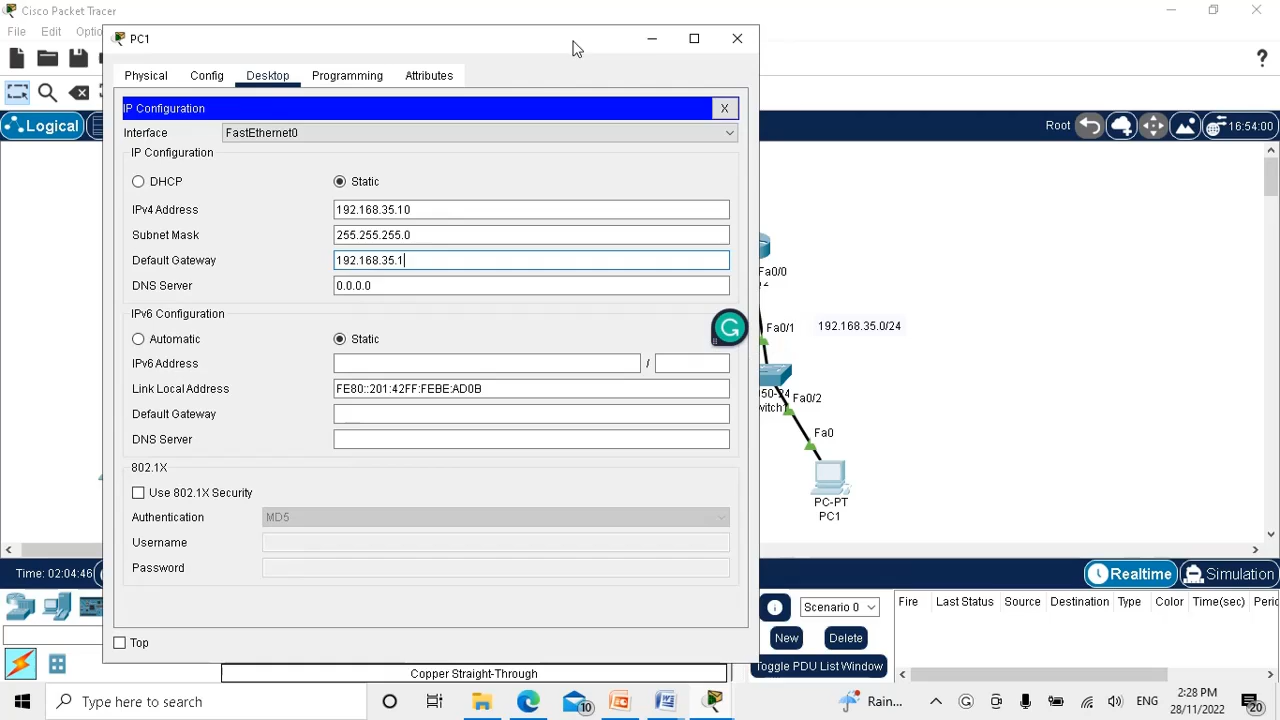 Cisco Packet Tracer
File Edit Optio
PC1
Physical Config Desktop Programming Attributes
IP Configuration
X
Interface FastEthernet0
IP Configuration
DHCP Static
IPv4 Address 192.168.35.10
Subnet Mask 255.255.255.0
Default Gateway 192.168.35.1
DNS Server 0.0.0.0
IPv6 Configuration
Automatic Static
IPv6 Address /
Link Local Address FE80::201:42FF:FEBE:AD0B
Default Gateway
DNS Server
802.1X
Use 802.1X Security
Authentication MD5
Username
Password
Top
Logical
Root 16:54:00
Fa0/0
Fa0/1 192.168.35.0/24
Fa0/2
Fa0
PC-PT
PC1
Time: 02:04:46
Realtime Simulation
Scenario 0
New Delete
Toggle PDU List Window
Fire Last Status Source Destination Type Color Time(sec) Perio
Copper Straight-Through
Type here to search
10
Rain...
ENG
2:28 PM
28/11/2022
20